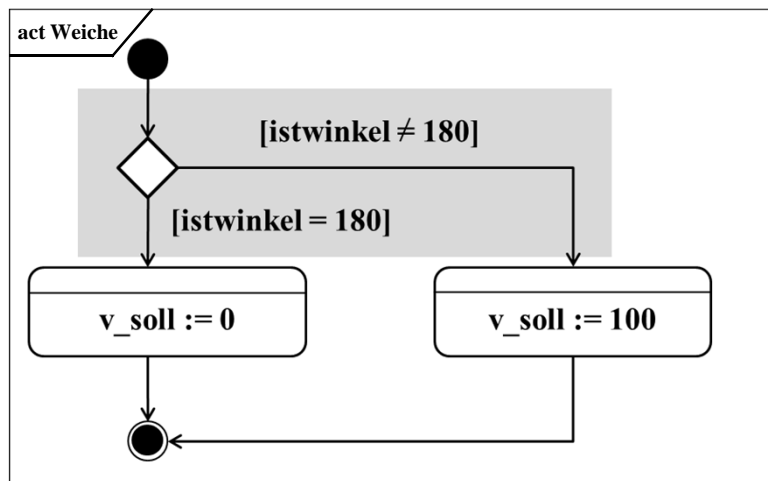 act Weiche
[istwinkel ≠ 180]
[istwinkel = 180]
v_soll := 0
v_soll := 100